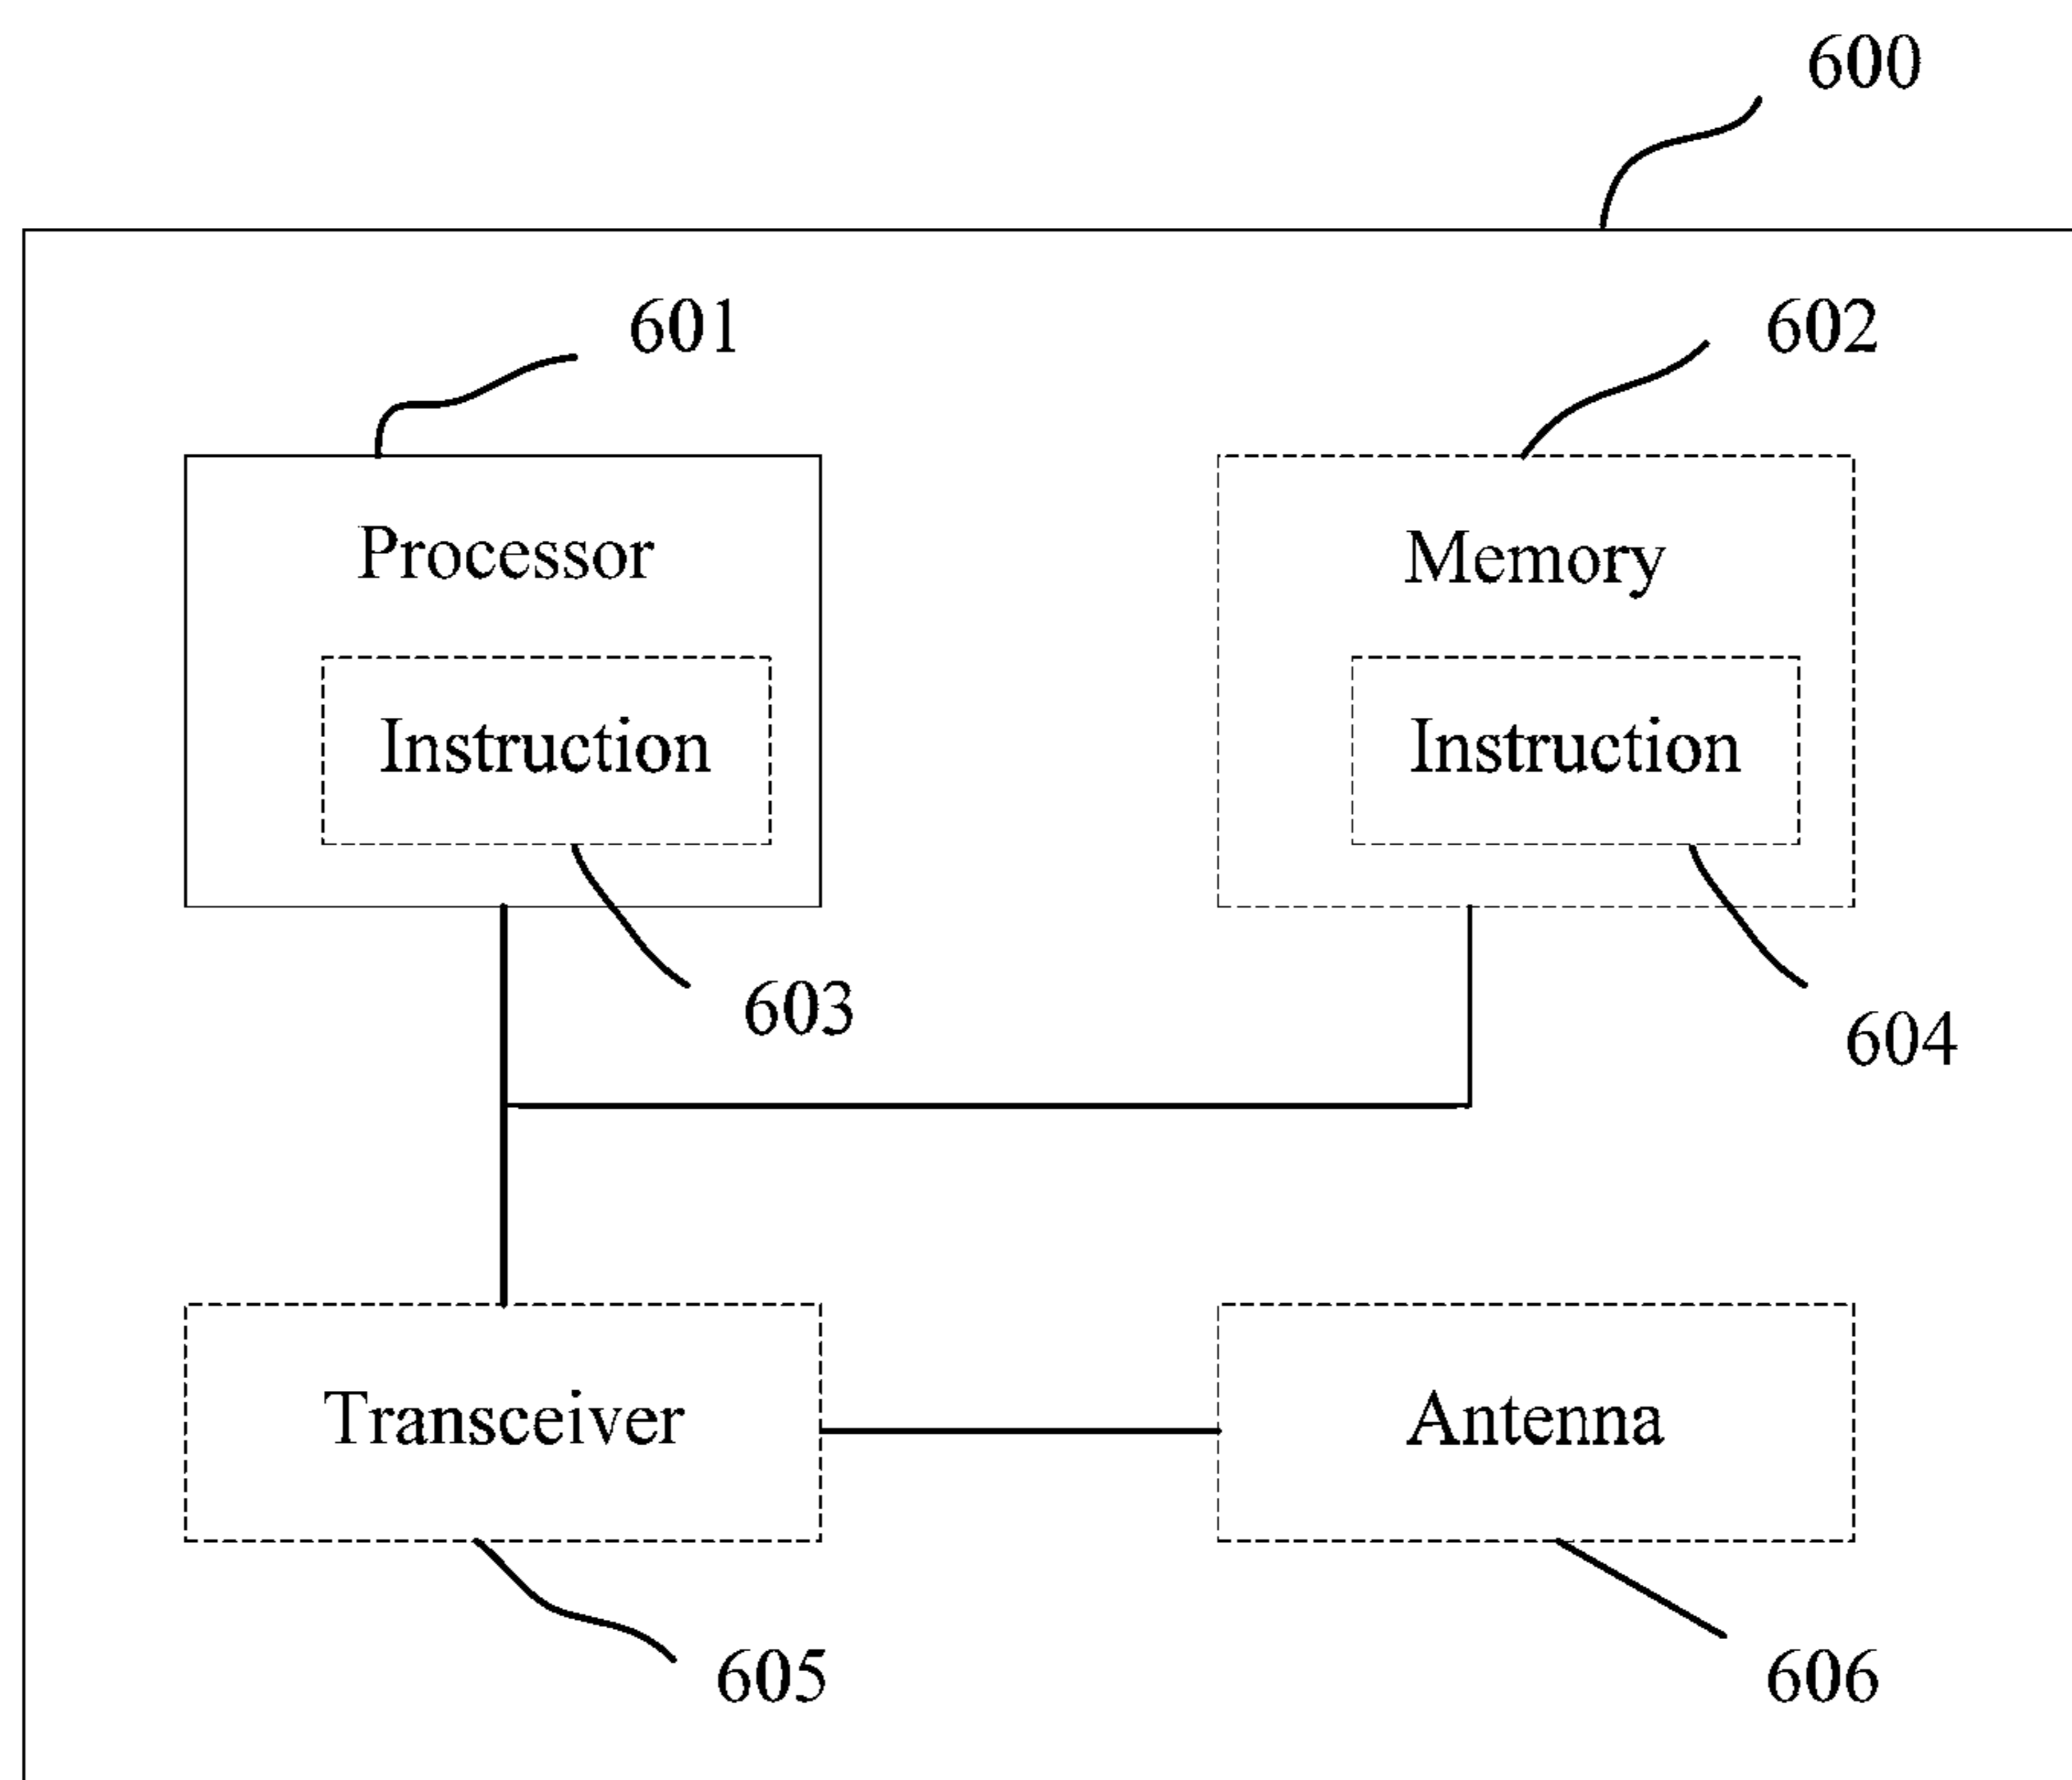 600
601
602
Processor
Memory
Instruction
Instruction
603
604
Transceiver
Antenna
605
606